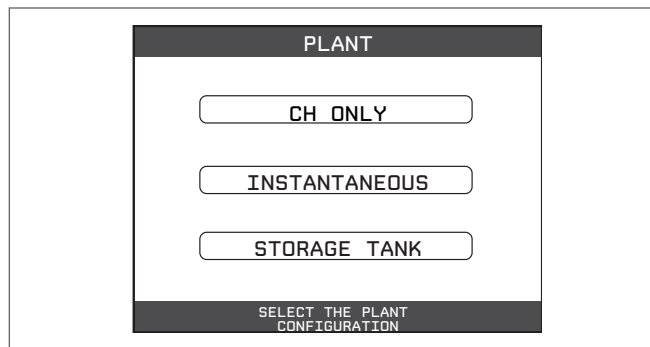 PLANT
CH ONLY
INSTANTANEOUS
STORAGE TANK
SELECT THE PLANT
CONFIGURATION